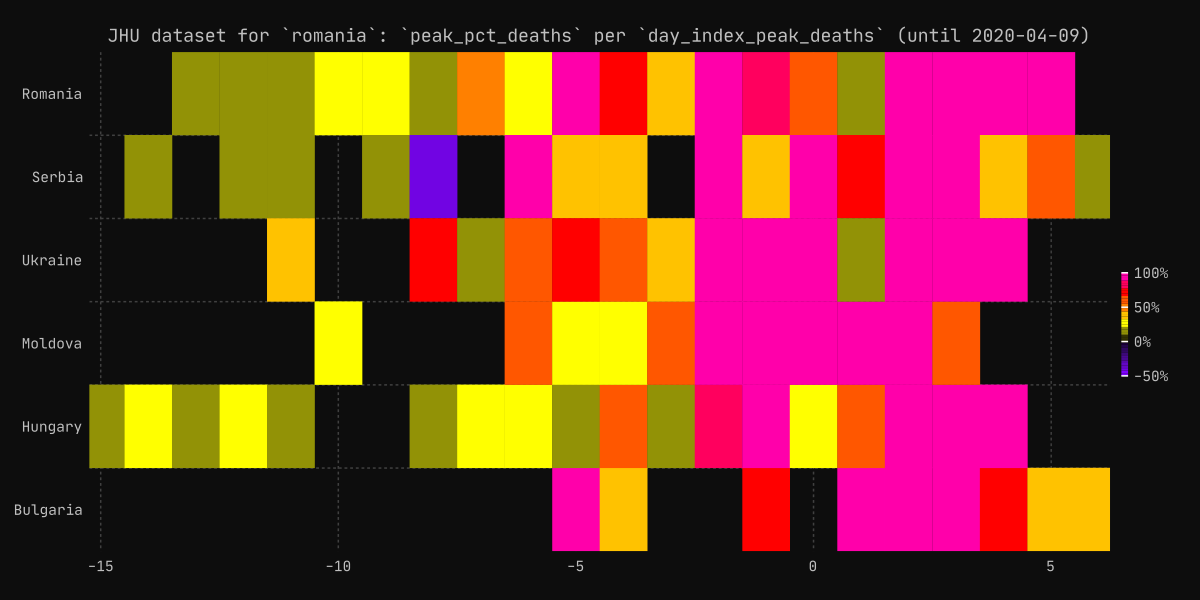 JHU dataset for `romania`: `peak_pct_deaths` per `day_index_peak_deaths` (until 2020-04-09)
Romania
Serbia
Ukraine
Moldova
Hungary
Bulgaria
100%
50%
0%
-50%
-15
-10
-5
0
5